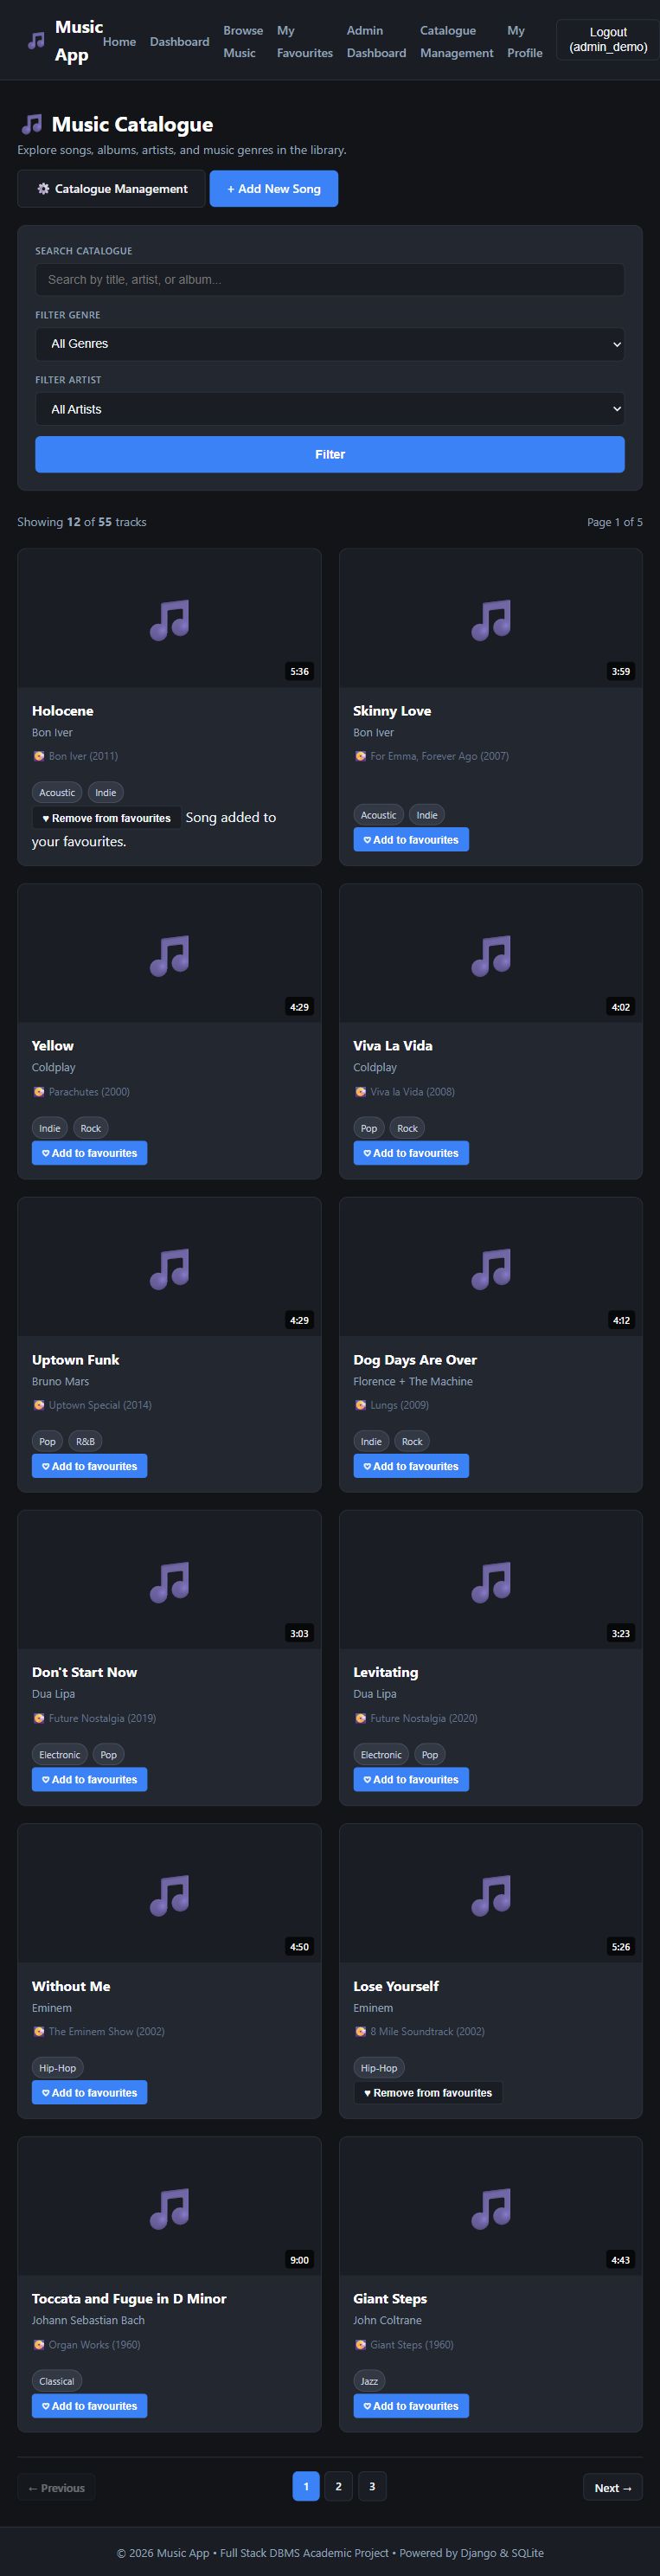 Music App
Home
Dashboard
Browse Music
My Favourites
Admin Dashboard
Catalogue Management
My Profile
Logout (admin_demo)
Music Catalogue
Explore songs, albums, artists, and music genres in the library.
Catalogue Management
+ Add New Song
SEARCH CATALOGUE
Search by title, artist, or album...
FILTER GENRE
All Genres
FILTER ARTIST
All Artists
Filter
Showing 12 of 55 tracks
Page 1 of 5
5:36
Holocene
Bon Iver
Bon Iver (2011)
Acoustic Indie
♥ Remove from favourites Song added to
your favourites.
3:59
Skinny Love
Bon Iver
For Emma, Forever Ago (2007)
Acoustic Indie
♡ Add to favourites
4:29
Yellow
Coldplay
Parachutes (2000)
Indie Rock
♡ Add to favourites
4:02
Viva La Vida
Coldplay
Viva la Vida (2008)
Pop Rock
♡ Add to favourites
4:29
Uptown Funk
Bruno Mars
Uptown Special (2014)
Pop R&B
♡ Add to favourites
4:12
Dog Days Are Over
Florence + The Machine
Lungs (2009)
Indie Rock
♡ Add to favourites
3:03
Don't Start Now
Dua Lipa
Future Nostalgia (2019)
Electronic Pop
♡ Add to favourites
3:23
Levitating
Dua Lipa
Future Nostalgia (2020)
Electronic Pop
♡ Add to favourites
4:50
Without Me
Eminem
The Eminem Show (2002)
Hip-Hop
♡ Add to favourites
5:26
Lose Yourself
Eminem
8 Mile Soundtrack (2002)
Hip-Hop
♥ Remove from favourites
9:00
Toccata and Fugue in D Minor
Johann Sebastian Bach
Organ Works (1960)
Classical
♡ Add to favourites
4:43
Giant Steps
John Coltrane
Giant Steps (1960)
Jazz
♡ Add to favourites
← Previous
1 2 3
Next →
© 2026 Music App • Full Stack DBMS Academic Project • Powered by Django & SQLite